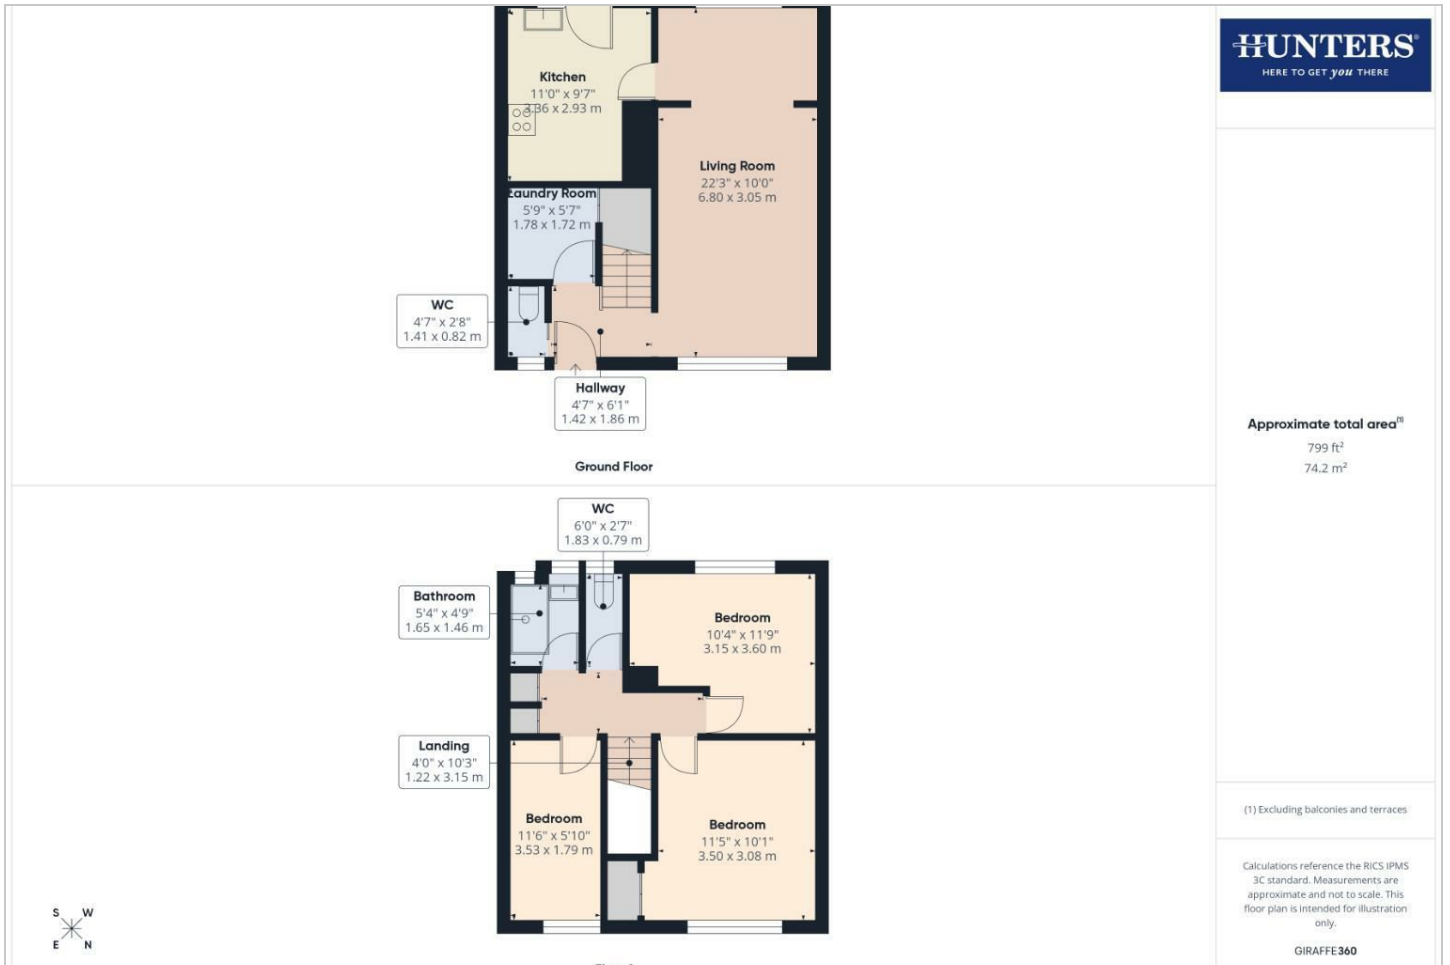 Kitchen
11'0" x 9'7"
3.36 x 2.93 m
Living Room
22'3" x 10'0"
6.80 x 3.05 m
Laundry Room
5'9" x 5'7"
1.78 x 1.72 m
WC
4'7" x 2'8"
1.41 x 0.82 m
Hallway
4'7" x 6'1"
1.42 x 1.86 m
Ground Floor
WC
6'0" x 2'7"
1.83 x 0.79 m
Bathroom
5'4" x 4'9"
1.65 x 1.46 m
Bedroom
10'4" x 11'9"
3.15 x 3.60 m
Landing
4'0" x 10'3"
1.22 x 3.15 m
Bedroom
11'6" x 5'10"
3.53 x 1.79 m
Bedroom
11'5" x 10'1"
3.50 x 3.08 m
S W
E N
HUNTERS®
HERE TO GET you THERE
Approximate total area(1)
799 ft²
74.2 m²
(1) Excluding balconies and terraces
Calculations reference the RICS IPMS
3C standard. Measurements are
approximate and not to scale. This
floor plan is intended for illustration
only.
GIRAFFE360